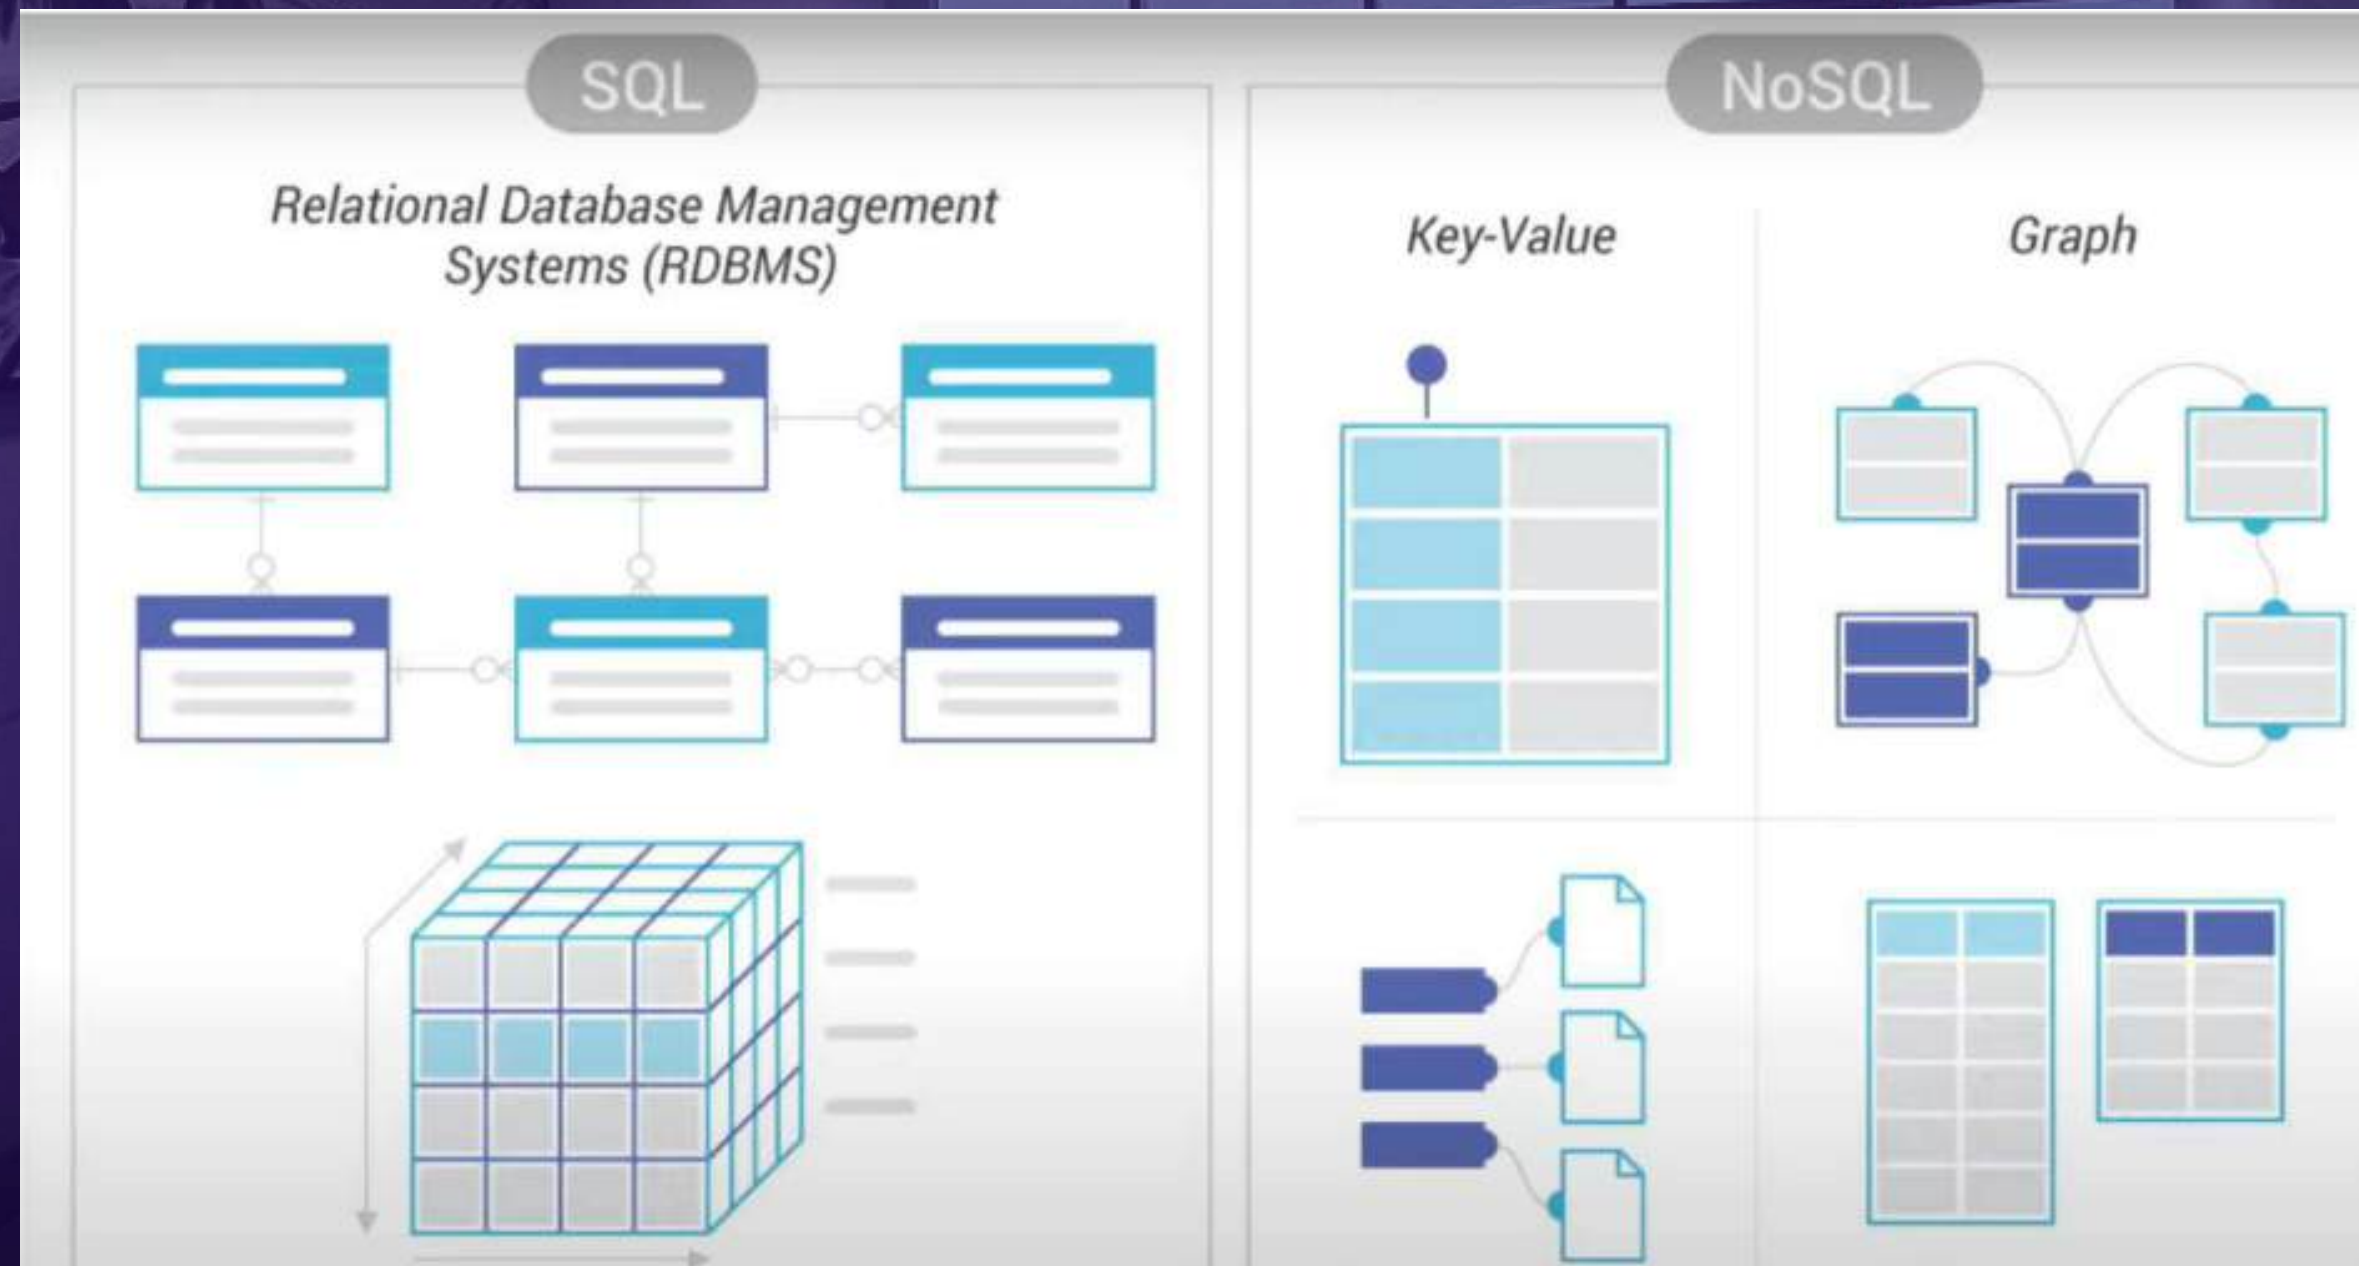 SQL
Relational Database Management
Systems (RDBMS)
NoSQL
Key-Value
Graph